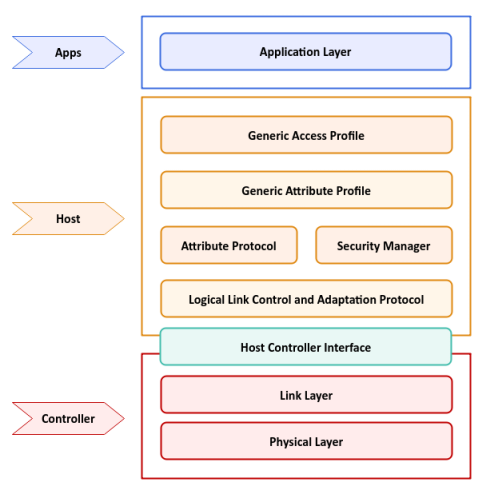 Apps
Application Layer
Generic Access Profile
Generic Attribute Profile
Host
Attribute Protocol
Security Manager
Logical Link Control and Adaptation Protocol
Host Controller Interface
Link Layer
Controller
Physical Layer